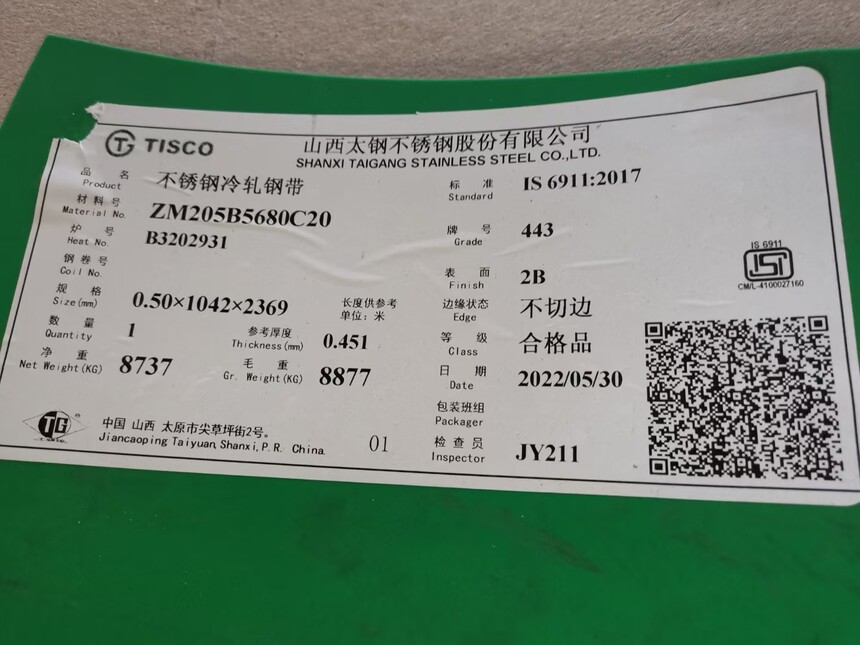 TISCO
山西太钢不锈钢股份有限公司
SHANXI TAIGANG STAINLESS STEEL CO.,LTD.
品 名 不锈钢冷轧钢带
Product
标 准 IS 6911:2017
Standard
材料号 ZM205B5680C20
Material No.
炉 号 B3202931
Heat No.
牌 号 443
Grade
钢卷号
Coil No.
表 面 2B
Finish
规 格 0.50×1042×2369 长度供参考
Size(mm) 单位：米
边缘状态 不切边
Edge
数 量 1
Quantity
参考厚度 0.451
Thickness(mm)
等 级 合格品
Class
净 重 8737
Net Weight(KG)
毛 重 8877
Gr. Weight(KG)
日 期 2022/05/30
Date
包装班组
Packager
检查员 JY211
Inspector
IS 6911
ISI
CM/L-4100027160
TG
®
中国 山西 太原市尖草坪街2号。
Jiancaoping Taiyuan, Shanxi, P.R. China.
01